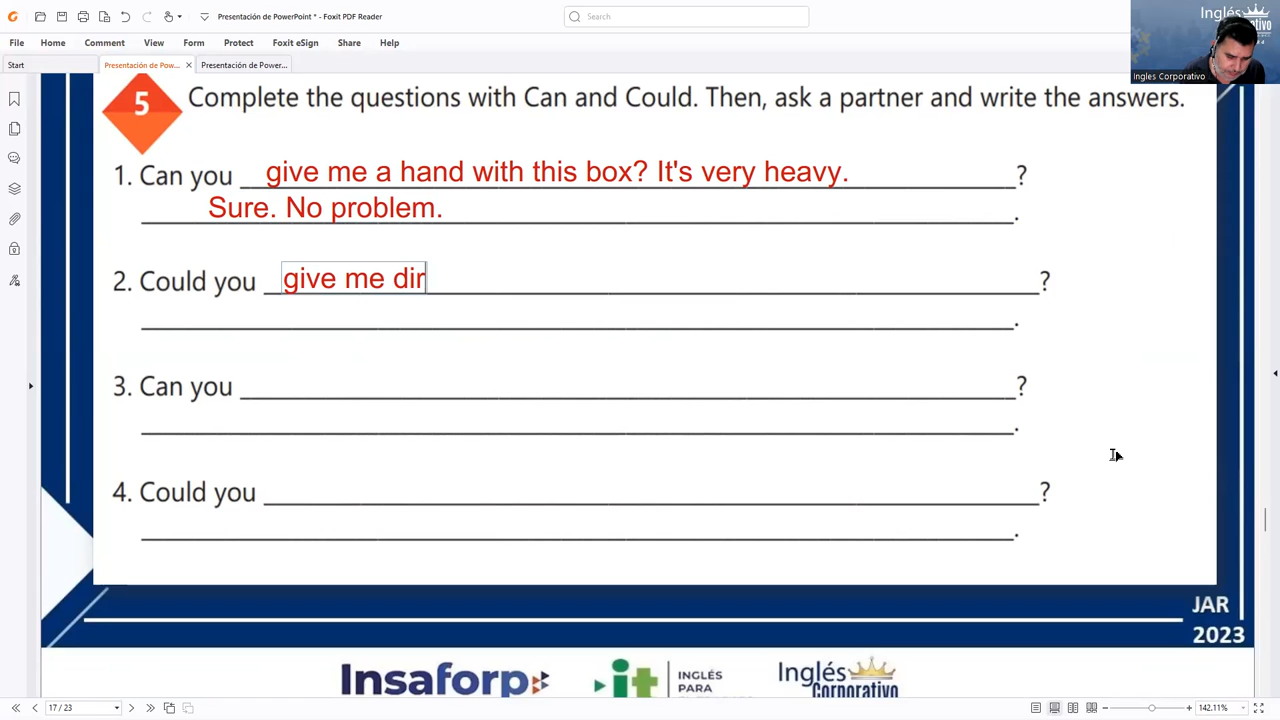 Presentación de PowerPoint * - Foxit PDF Reader
Search
File Home Comment View Form Protect Foxit eSign Share Help
Start
Presentación de Pow...
Presentación de Power...
Inglés
Ingles Corporativo
5 Complete the questions with Can and Could. Then, ask a partner and write the answers.
1. Can you give me a hand with this box? It's very heavy. ?
Sure. No problem. .
2. Could you give me dir ?
.
3. Can you ?
.
4. Could you ?
.
JAR
2023
Insaforp
it INGLÉS
PARA
Inglés
Corporativo
17 / 23
142.11%